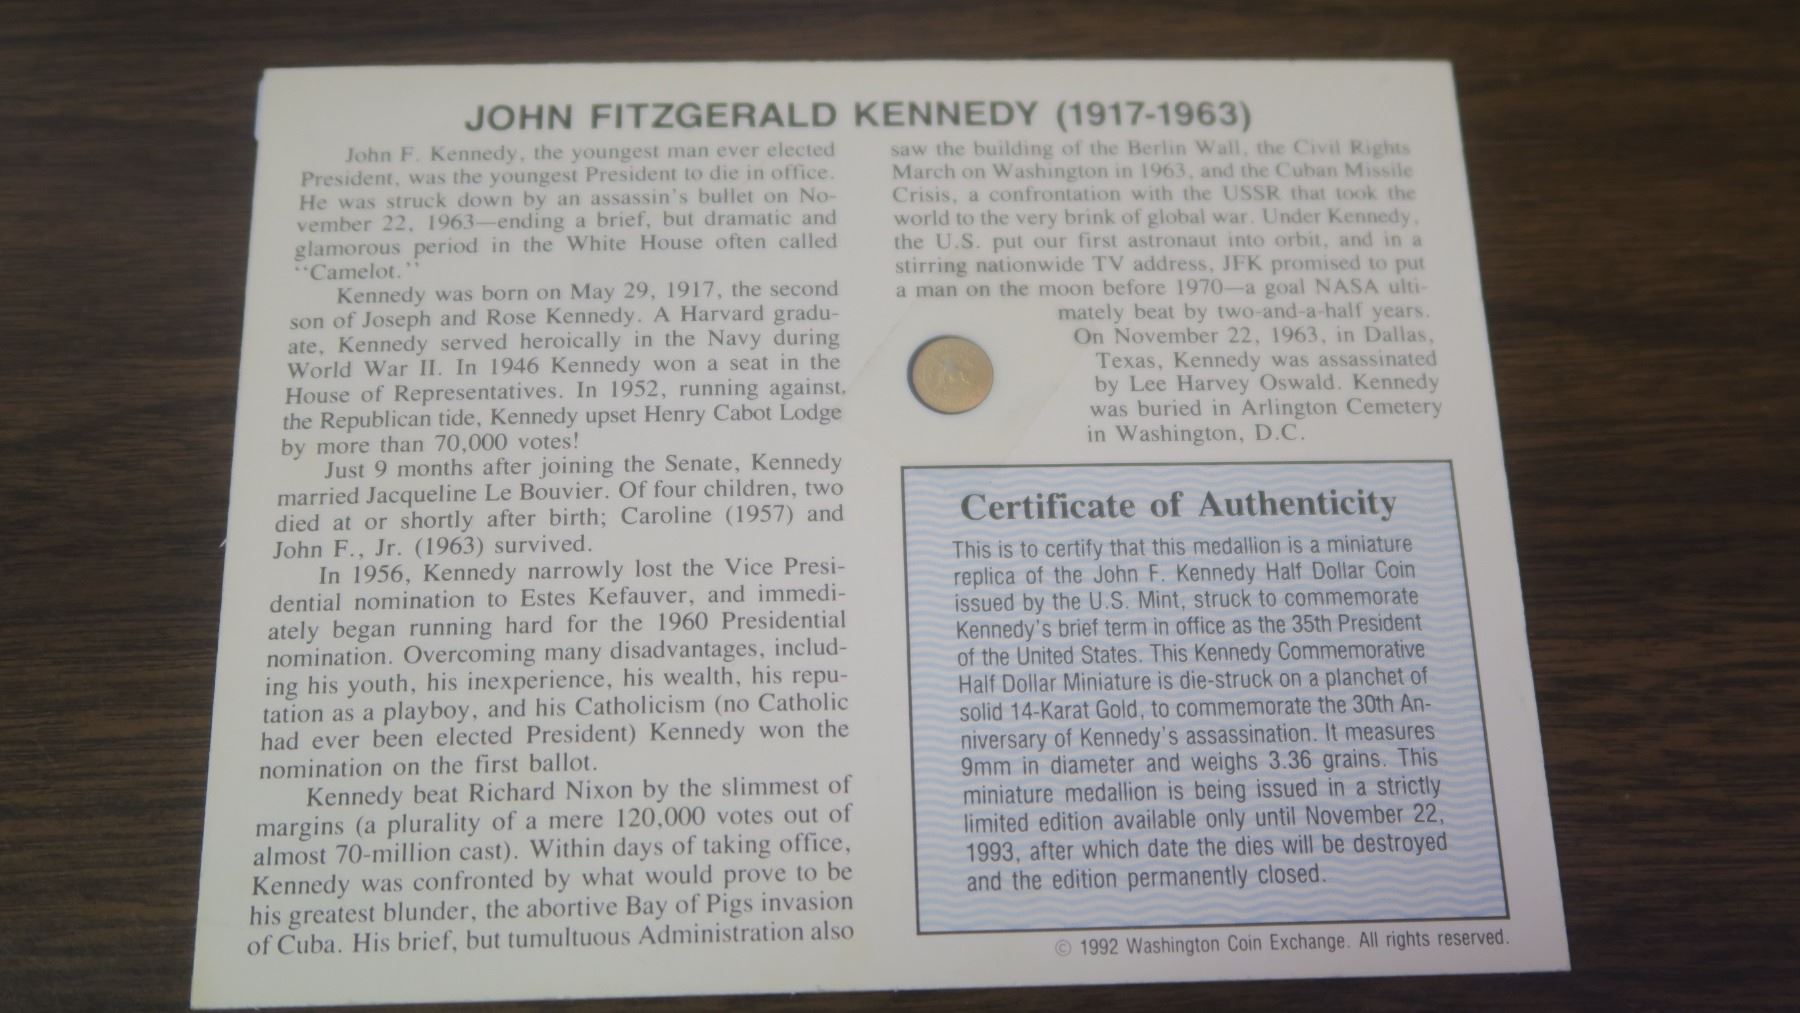 JOHN FITZGERALD KENNEDY (1917-1963)
John F. Kennedy, the youngest man ever elected
President, was the youngest President to die in office.
He was struck down by an assassin's bullet on No-
vember 22, 1963—ending a brief, but dramatic and
glamorous period in the White House often called
"Camelot."
Kennedy was born on May 29, 1917, the second
son of Joseph and Rose Kennedy. A Harvard gradu-
ate, Kennedy served heroically in the Navy during
World War II. In 1946 Kennedy won a seat in the
House of Representatives. In 1952, running against
the Republican tide, Kennedy upset Henry Cabot Lodge
by more than 70,000 votes!
Just 9 months after joining the Senate, Kennedy
married Jacqueline Le Bouvier. Of four children, two
died at or shortly after birth; Caroline (1957) and
John F., Jr. (1963) survived.
In 1956, Kennedy narrowly lost the Vice Presi-
dential nomination to Estes Kefauver, and immedi-
ately began running hard for the 1960 Presidential
nomination. Overcoming many disadvantages, includ-
ing his youth, his inexperience, his wealth, his repu-
tation as a playboy, and his Catholicism (no Catholic
had ever been elected President) Kennedy won the
nomination on the first ballot.
Kennedy beat Richard Nixon by the slimmest of
margins (a plurality of a mere 120,000 votes out of
almost 70-million cast). Within days of taking office,
Kennedy was confronted by what would prove to be
his greatest blunder, the abortive Bay of Pigs invasion
of Cuba. His brief, but tumultuous Administration also
saw the building of the Berlin Wall, the Civil Rights
March on Washington in 1963, and the Cuban Missile
Crisis, a confrontation with the USSR that took the
world to the very brink of global war. Under Kennedy,
the U.S. put our first astronaut into orbit, and in a
stirring nationwide TV address, JFK promised to put
a man on the moon before 1970—a goal NASA ulti-
mately beat by two-and-a-half years.
On November 22, 1963, in Dallas,
Texas, Kennedy was assassinated
by Lee Harvey Oswald. Kennedy
was buried in Arlington Cemetery
in Washington, D.C.
Certificate of Authenticity
This is to certify that this medallion is a miniature
replica of the John F. Kennedy Half Dollar Coin
issued by the U.S. Mint, struck to commemorate
Kennedy's brief term in office as the 35th President
of the United States. This Kennedy Commemorative
Half Dollar Miniature is die-struck on a planchet of
solid 14-Karat Gold, to commemorate the 30th An-
niversary of Kennedy's assassination. It measures
9mm in diameter and weighs 3.36 grains. This
miniature medallion is being issued in a strictly
limited edition available only until November 22,
1993, after which date the dies will be destroyed
and the edition permanently closed.
© 1992 Washington Coin Exchange. All rights reserved.